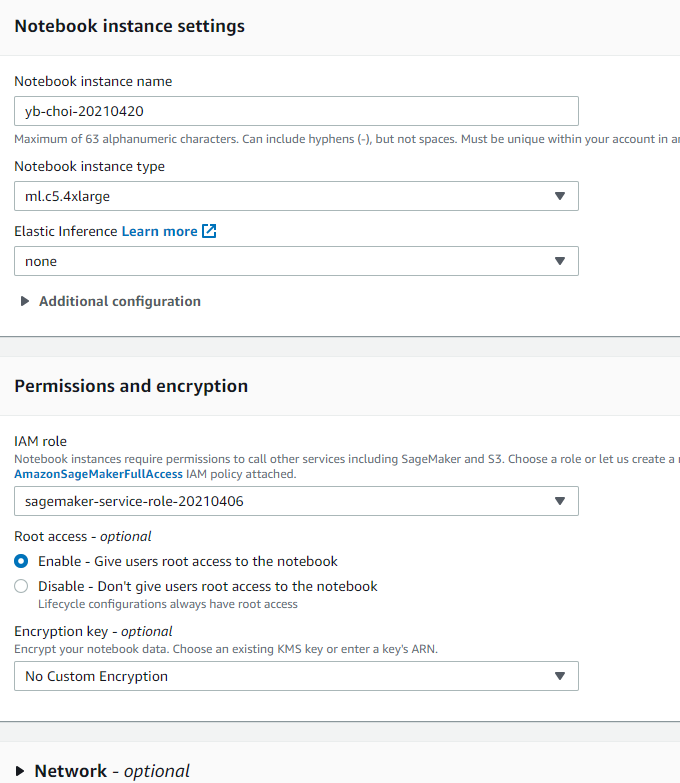 Notebook instance settings
Notebook instance name
yb-choi-20210420
Maximum of 63 alphanumeric characters. Can include hyphens (-), but not spaces. Must be unique within your account in
Notebook instance type
ml.c5.4xlarge
Elastic Inference Learn more
none
Additional configuration
Permissions and encryption
IAM role
Notebook instances require permissions to call other services including SageMaker and S3. Choose a role or let us create a
AmazonSageMakerFullAccess IAM policy attached.
sagemaker-service-role-20210406
Root access - optional
Enable - Give users root access to the notebook
Disable - Don't give users root access to the notebook
Lifecycle configurations always have root access
Encryption key - optional
Encrypt your notebook data. Choose an existing KMS key or enter a key's ARN.
No Custom Encryption
Network - optional